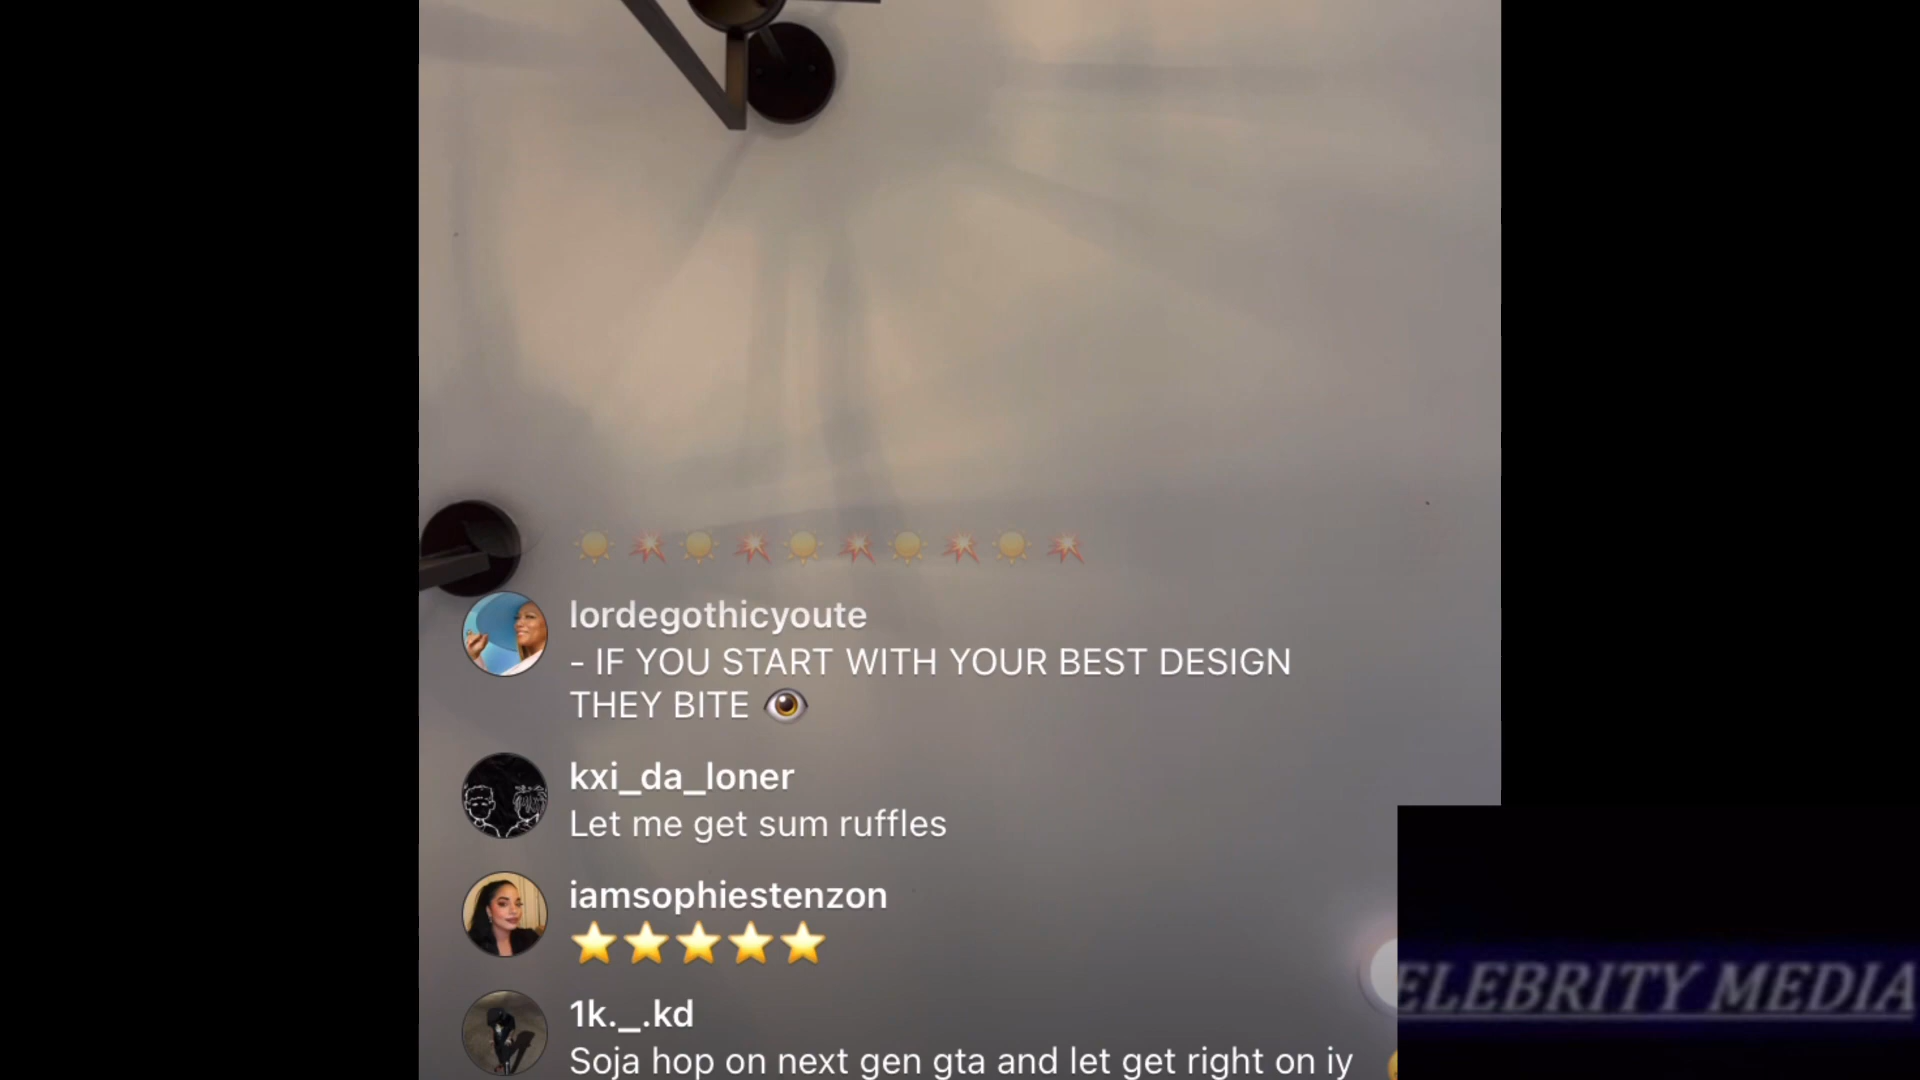 ☀️💥☀️💥☀️💥☀️💥☀️💥
lordegothicyoute
- IF YOU START WITH YOUR BEST DESIGN
THEY BITE 👁️
kxi_da_loner
Let me get sum ruffles
iamsophiestenzon
⭐⭐⭐⭐⭐
1k._.kd
Soja hop on next gen gta and let get right on iy
ELEBRITY MEDIA